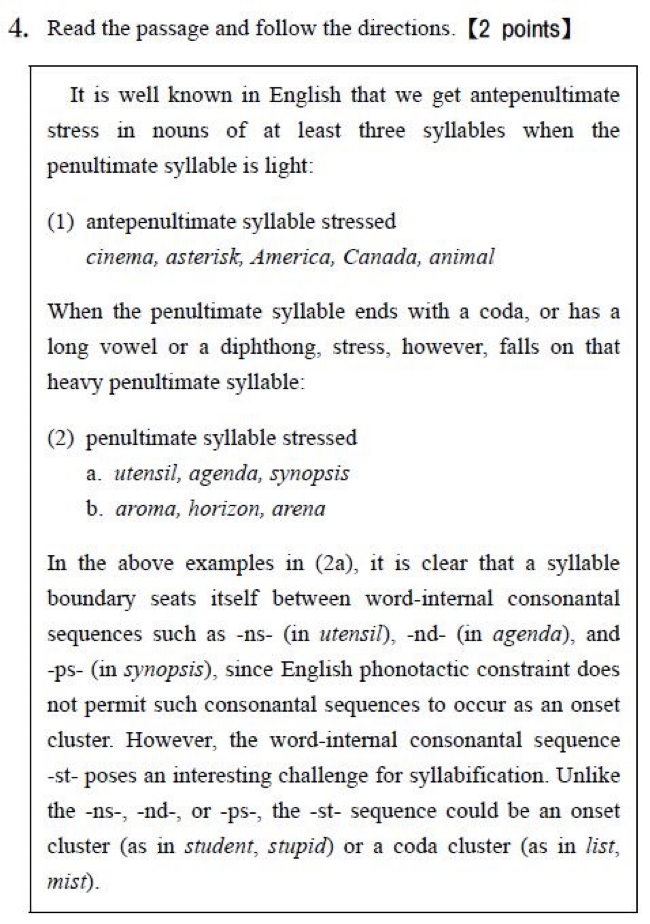 4. Read the passage and follow the directions. 【2 points】
It is well known in English that we get antepenultimate
stress in nouns of at least three syllables when the
penultimate syllable is light:
(1) antepenultimate syllable stressed
cinema, asterisk, America, Canada, animal
When the penultimate syllable ends with a coda, or has a
long vowel or a diphthong, stress, however, falls on that
heavy penultimate syllable:
(2) penultimate syllable stressed
a. utensil, agenda, synopsis
b. aroma, horizon, arena
In the above examples in (2a), it is clear that a syllable
boundary seats itself between word-internal consonantal
sequences such as -ns- (in utensil), -nd- (in agenda), and
-ps- (in synopsis), since English phonotactic constraint does
not permit such consonantal sequences to occur as an onset
cluster. However, the word-internal consonantal sequence
-st- poses an interesting challenge for syllabification. Unlike
the -ns-, -nd-, or -ps-, the -st- sequence could be an onset
cluster (as in student, stupid) or a coda cluster (as in list,
mist).